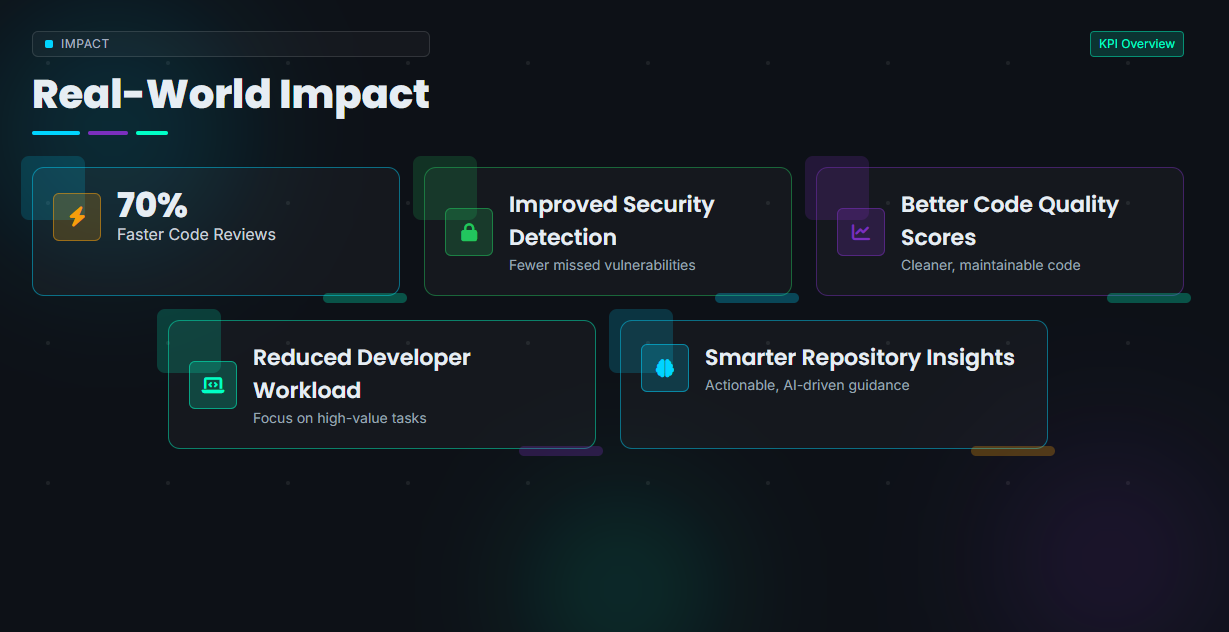 IMPACT
KPI Overview
Real-World Impact
70%
Faster Code Reviews
Improved Security
Detection
Fewer missed vulnerabilities
Better Code Quality
Scores
Cleaner, maintainable code
Reduced Developer
Workload
Focus on high-value tasks
Smarter Repository Insights
Actionable, AI-driven guidance